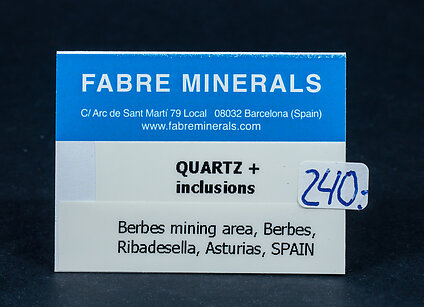 FABRE MINERALS
C/ Arc de Sant Martí 79 Local 08032 Barcelona (Spain)
www.fabreminerals.com
QUARTZ +
inclusions
240.-
Berbes mining area, Berbes,
Ribadesella, Asturias, SPAIN